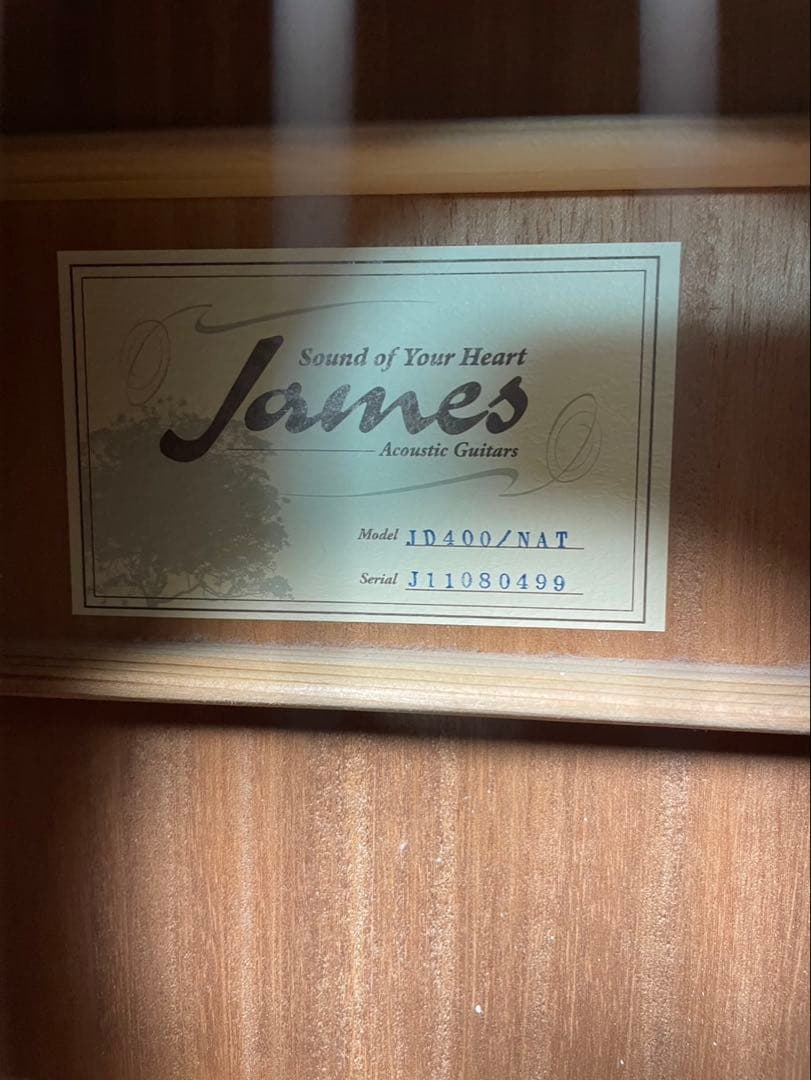 Sound of Your Heart
James
Acoustic Guitars
Model JD400/NAT
Serial J11080499